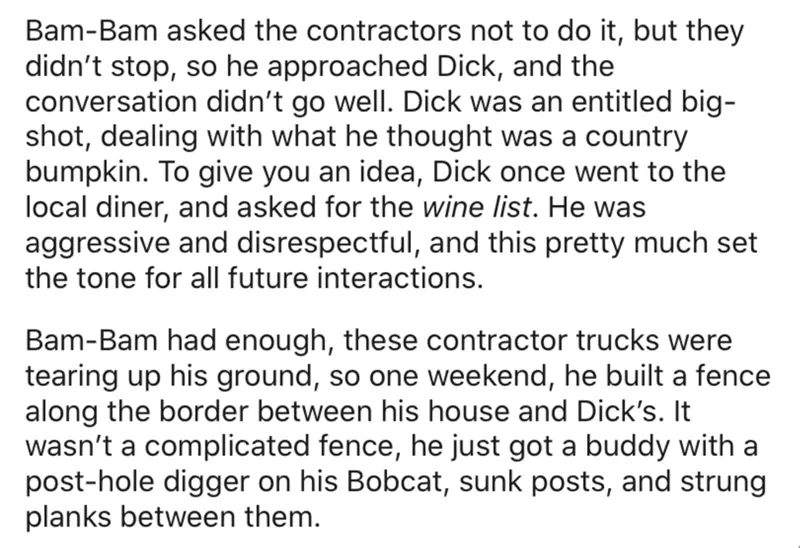 Bam-Bam asked the contractors not to do it, but they
didn’t stop, so he approached Dick, and the
conversation didn’t go well. Dick was an entitled big-
shot, dealing with what he thought was a country
bumpkin. To give you an idea, Dick once went to the
local diner, and asked for the wine list. He was
aggressive and disrespectful, and this pretty much set
the tone for all future interactions.
Bam-Bam had enough, these contractor trucks were
tearing up his ground, so one weekend, he built a fence
along the border between his house and Dick’s. It
wasn’t a complicated fence, he just got a buddy with a
post-hole digger on his Bobcat, sunk posts, and strung
planks between them.